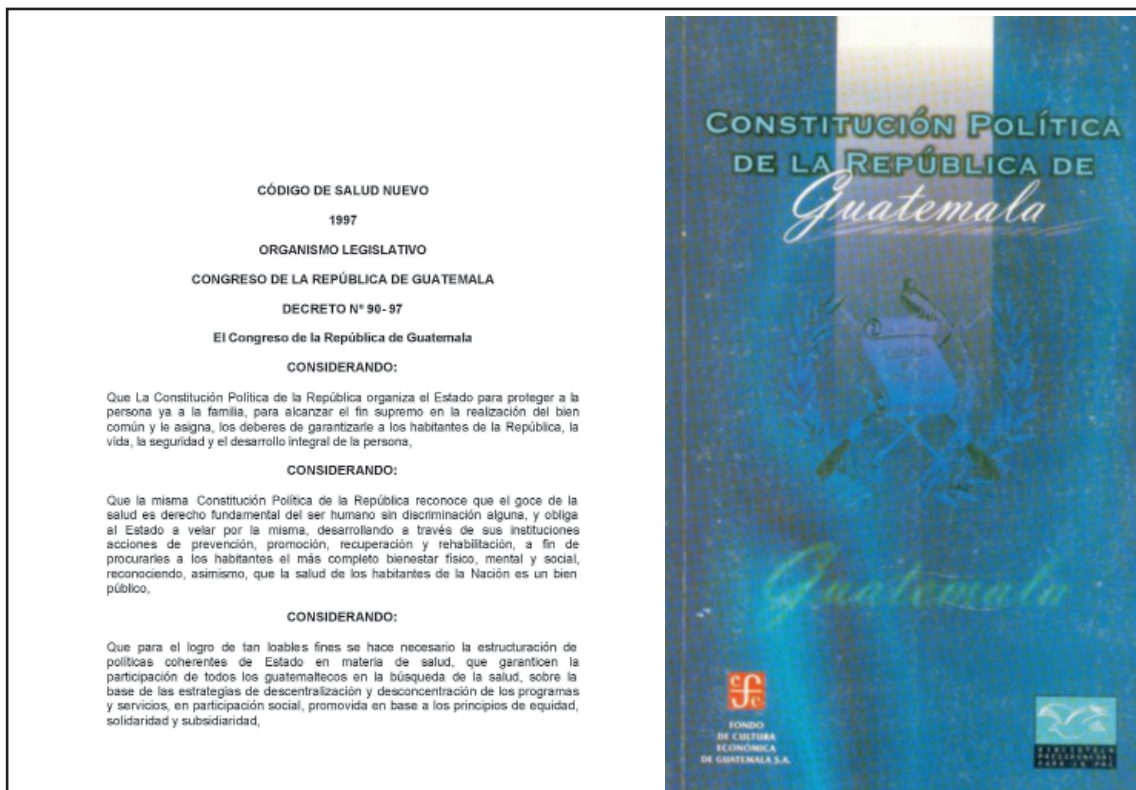 CÓDIGO DE SALUD NUEVO
1997
ORGANISMO LEGISLATIVO
CONGRESO DE LA REPÚBLICA DE GUATEMALA
DECRETO Nº 90- 97
El Congreso de la República de Guatemala
CONSIDERANDO:
Que La Constitución Política de la República organiza el Estado para proteger a la
persona ya a la familia, para alcanzar el fin supremo en la realización del bien
común y le asigna, los deberes de garantizarle a los habitantes de la República, la
vida, la seguridad y el desarrollo integral de la persona,
CONSIDERANDO:
Que la misma Constitución Política de la República reconoce que el goce de la
salud es derecho fundamental del ser humano sin discriminación alguna, y obliga
al Estado a velar por la misma, desarrollando a través de sus instituciones
acciones de prevención, promoción, recuperación y rehabilitación, a fin de
procurarles a los habitantes el más completo bienestar físico, mental y social,
reconociendo, asimismo, que la salud de los habitantes de la Nación es un bien
público,
CONSIDERANDO:
Que para el logro de tan loables fines se hace necesario la estructuración de
políticas coherentes de Estado en materia de salud, que garanticen la
participación de todos los guatemaltecos en la búsqueda de la salud, sobre la
base de las estrategias de descentralización y desconcentración de los programas
y servicios, en participación social, promovida en base a los principios de equidad,
solidaridad y subsidiaridad,
CONSTITUCIÓN POLÍTICA
DE LA REPÚBLICA DE
Guatemala
Guatemala
cfe
FONDO
DE CULTURA
ECONÓMICA
DE GUATEMALA S.A.
BIBLIOTECA
PRESIDENCIAL
PARA LA PAZ